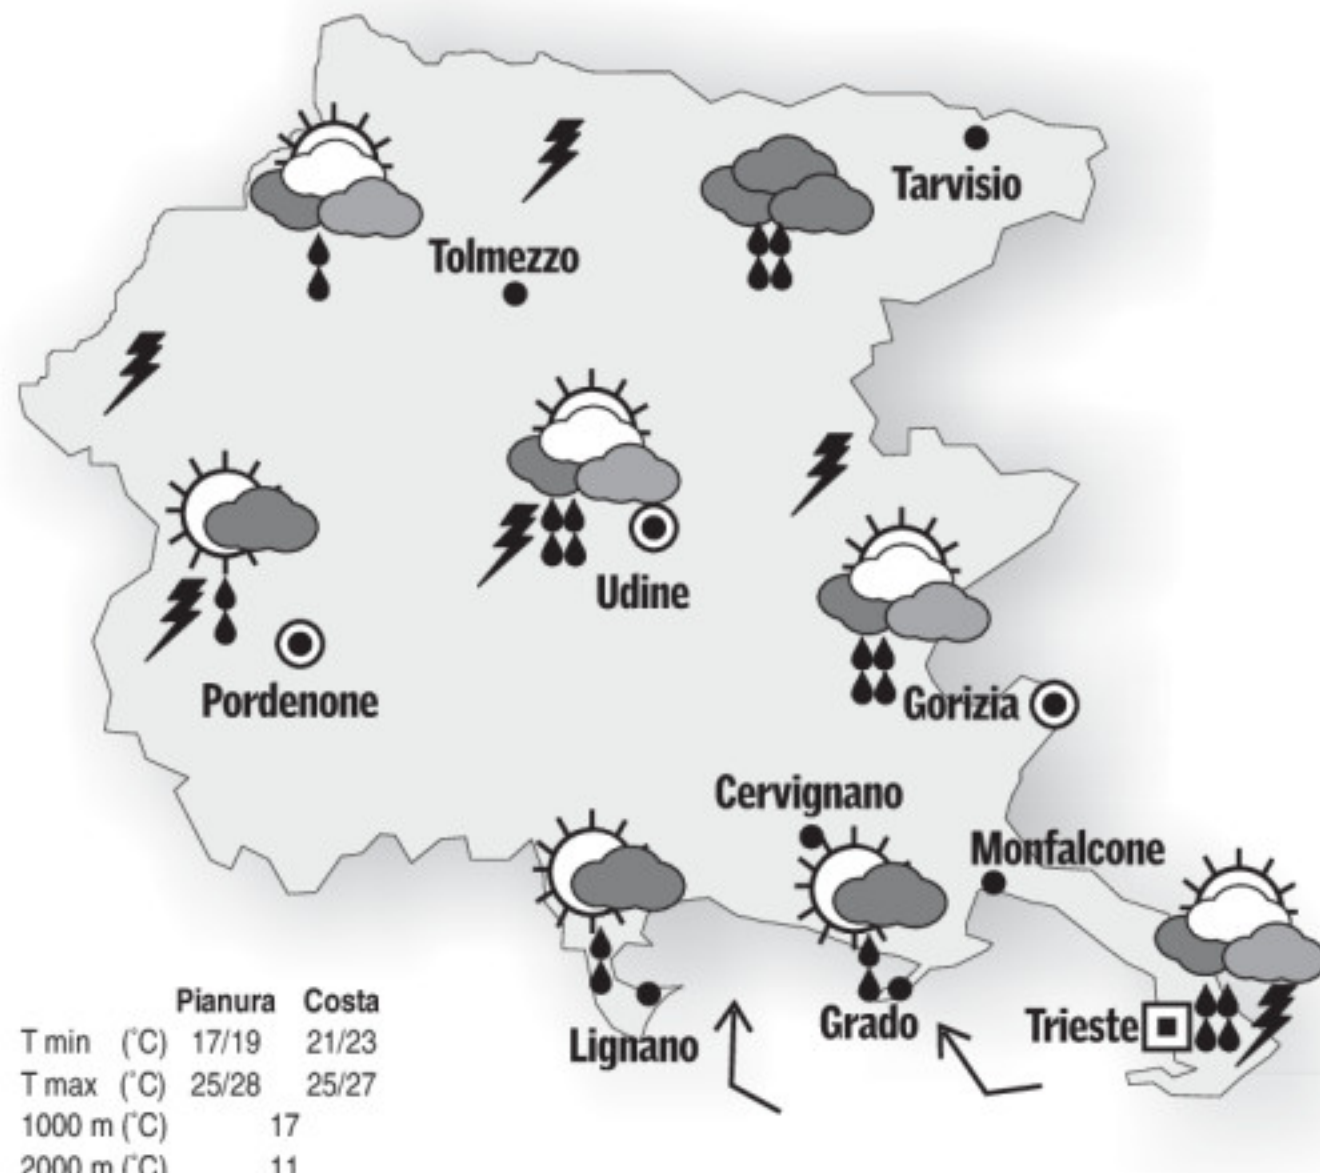 Tarvisio
Tolmezzo
Udine
Pordenone
Gorizia
Cervignano
Monfalcone
Lignano
Grado
Trieste
Pianura Costa
T min (°C) 17/19 21/23
T max (°C) 25/28 25/27
1000 m (°C) 17
2000 m (°C) 11